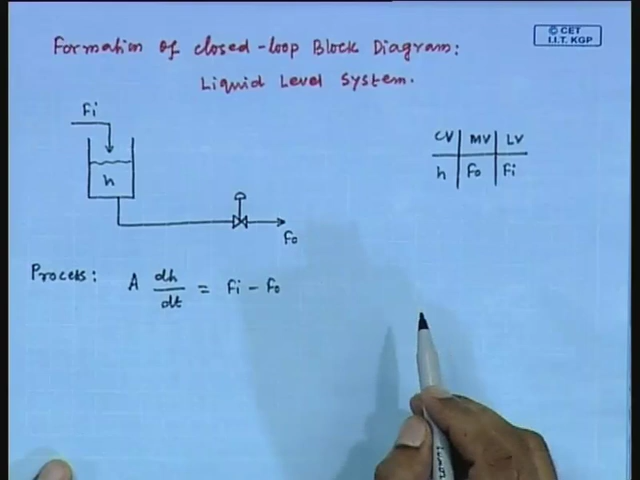 © CET
I.I.T. KGP
Formation of closed-loop Block Diagram:
Liquid Level System.
Fi
h
Fo
CV MV LV
h Fo Fi
Process: A dh/dt = Fi - Fo